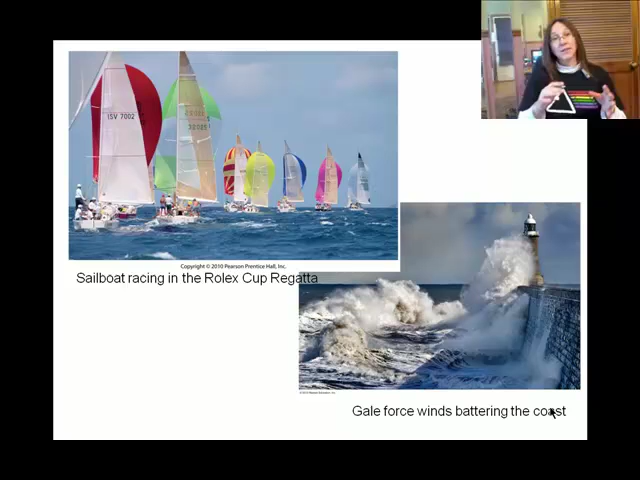 ISV 7002
Copyright © 2010 Pearson Prentice Hall, Inc.
Sailboat racing in the Rolex Cup Regatta
Gale force winds battering the coast